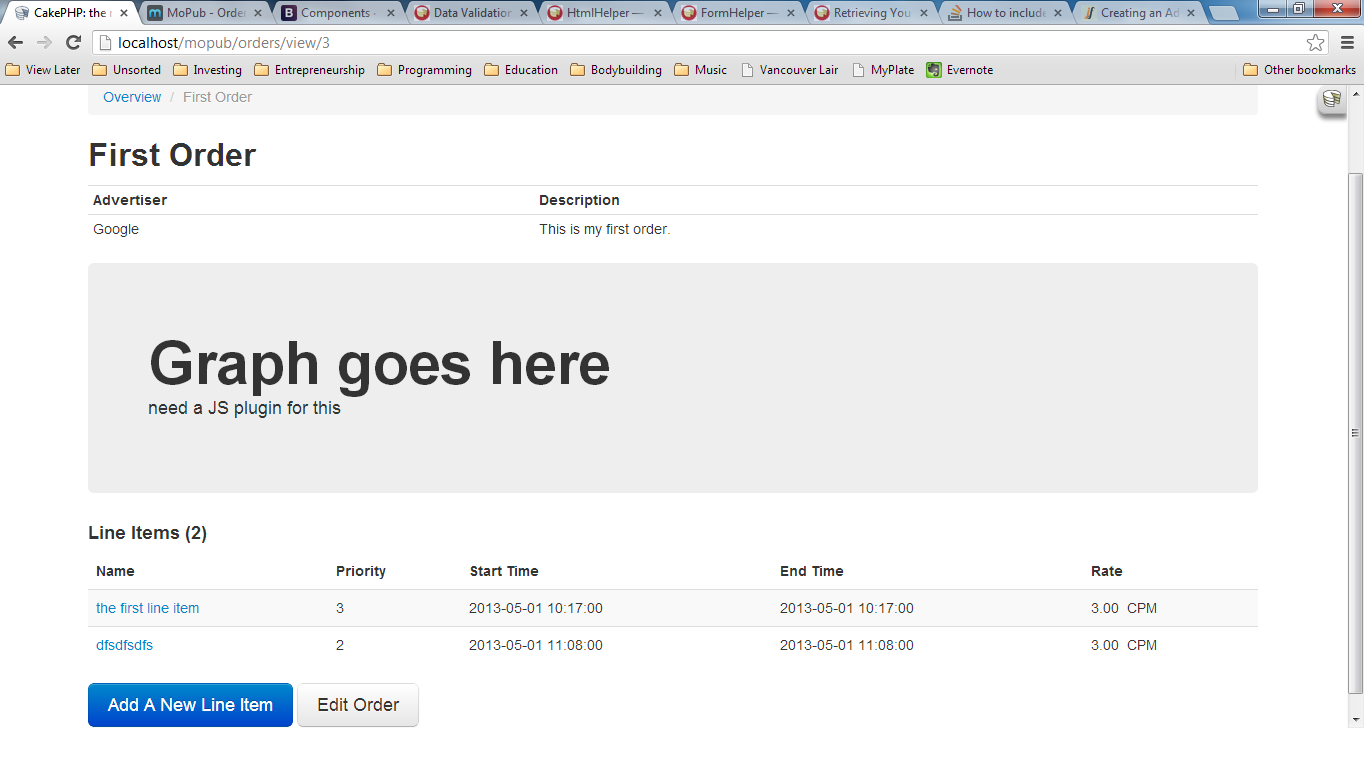 CakePHP: the r
MoPub - Order
Components ·
Data Validation
HtmlHelper —
FormHelper —
Retrieving You
How to include
Creating an Ad
localhost/mopub/orders/view/3
View Later Unsorted Investing Entrepreneurship Programming Education Bodybuilding Music Vancouver Lair MyPlate Evernote Other bookmarks
Overview / First Order
First Order
Advertiser Description
Google This is my first order.
Graph goes here
need a JS plugin for this
Line Items (2)
Name Priority Start Time End Time Rate
the first line item 3 2013-05-01 10:17:00 2013-05-01 10:17:00 3.00 CPM
dfsdfsdfs 2 2013-05-01 11:08:00 2013-05-01 11:08:00 3.00 CPM
Add A New Line Item Edit Order